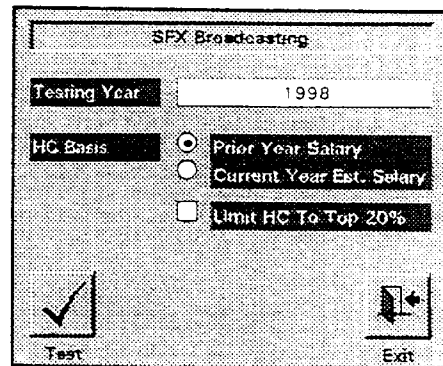 SFX Broadcasting
Testing Year 1998
HC Basis Prior Year Salary
Current Year Est. Salary
Limit HC To Top 20%
Test Exit